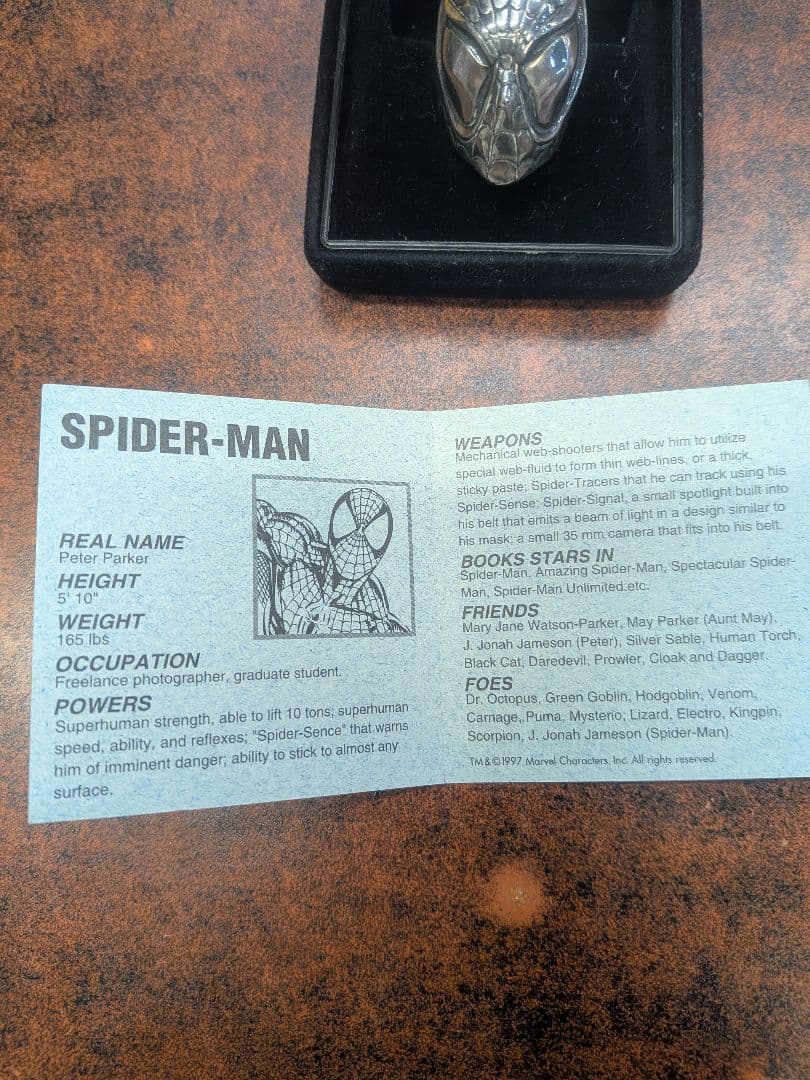 SPIDER-MAN
REAL NAME
Peter Parker
HEIGHT
5' 10"
WEIGHT
165 lbs
OCCUPATION
Freelance photographer, graduate student.
POWERS
Superhuman strength, able to lift 10 tons; superhuman
speed, ability, and reflexes; "Spider-Sence" that warns
him of imminent danger; ability to stick to almost any
surface.
WEAPONS
Mechanical web-shooters that allow him to utilize
special web-fluid to form thin web-lines, or a thick,
sticky paste; Spider-Tracers that he can track using his
Spider-Sense; Spider-Signal, a small spotlight built into
his belt that emits a beam of light in a design similar to
his mask; a small 35 mm camera that fits into his belt.
BOOKS STARS IN
Spider-Man, Amazing Spider-Man, Spectacular Spider-
Man, Spider-Man Unlimited.etc.
FRIENDS
Mary Jane Watson-Parker, May Parker (Aunt May),
J. Jonah Jameson (Peter), Silver Sable, Human Torch,
Black Cat, Daredevil, Prowler, Cloak and Dagger.
FOES
Dr. Octopus, Green Goblin, Hodgoblin, Venom,
Carnage, Puma, Mysterio, Lizard, Electro, Kingpin,
Scorpion, J. Jonah Jameson (Spider-Man).
TM&©1997 Marvel Characters, Inc. All rights reserved.